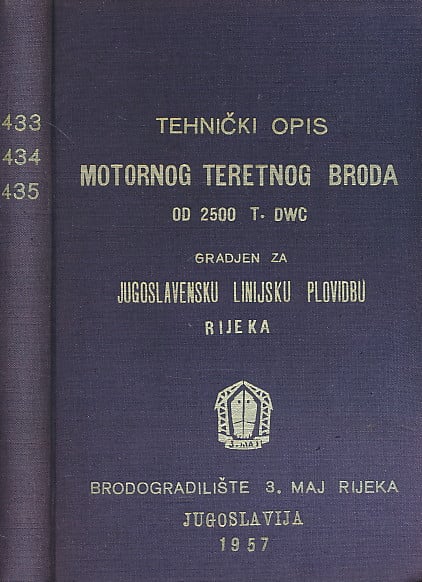 433
434
435
TEHNIČKI OPIS
MOTORNOG TERETNOG BRODA
OD 2500 T. DWC
GRADJEN ZA
JUGOSLAVENSKU LINIJSKU PLOVIDBU
RIJEKA
3. MAJ
BRODOGRADILIŠTE 3. MAJ RIJEKA
JUGOSLAVIJA
1957